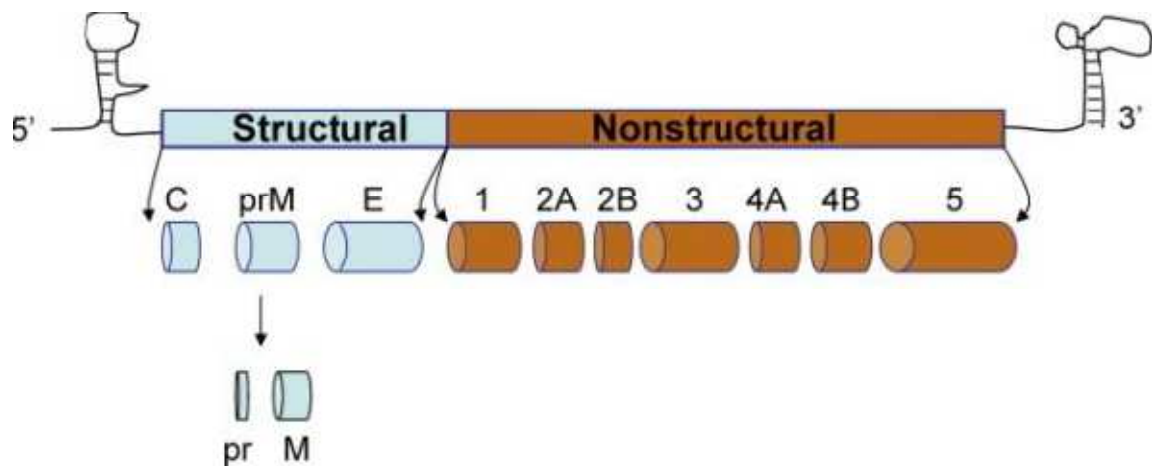 5’ Structural Nonstructural 3’
C prM E 1 2A 2B 3 4A 4B 5
pr M